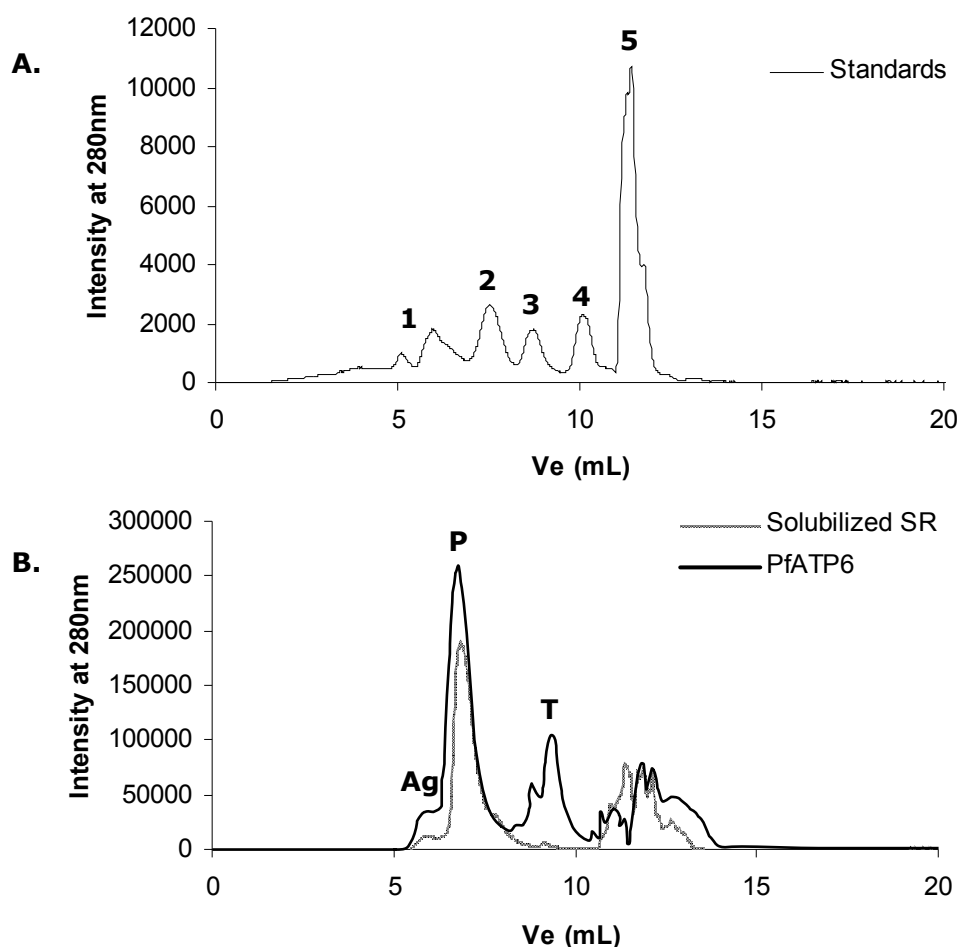 A.
12000
10000
8000
6000
4000
2000
0
Intensity at 280nm
1
2
3
4
5
Standards
0 5 10 15 20
Ve (mL)
B.
300000
250000
200000
150000
100000
50000
0
Intensity at 280nm
Ag
P
T
Solubilized SR
PfATP6
0 5 10 15 20
Ve (mL)